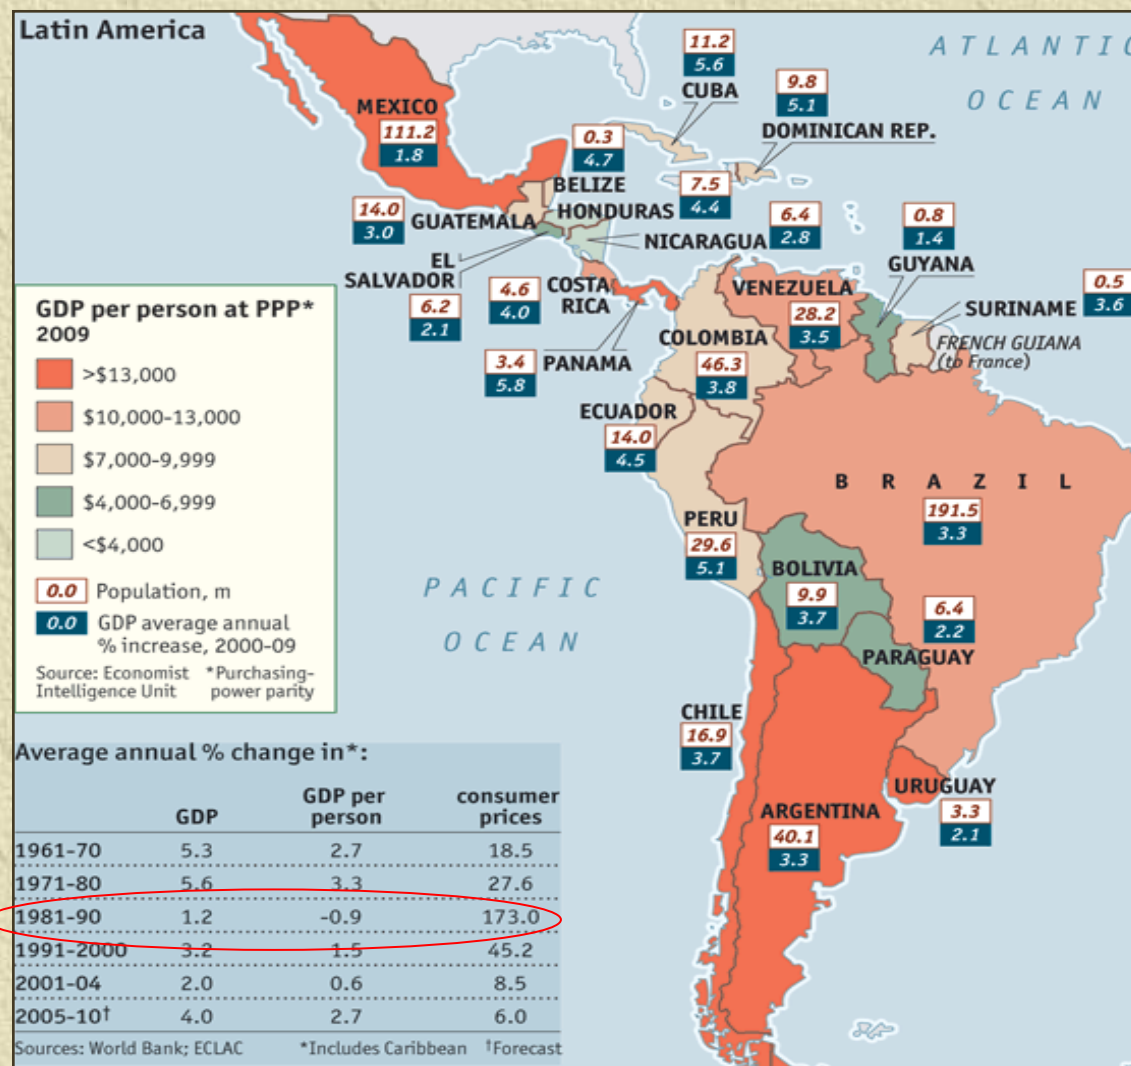 Latin America
ATLANTIC
OCEAN
11.2
5.6
CUBA
9.8
5.1
DOMINICAN REP.
MEXICO
111.2
1.8
0.3
4.7
BELIZE
7.5
4.4
HONDURAS
14.0
3.0
GUATEMALA
6.4
2.8
NICARAGUA
0.8
1.4
GUYANA
EL
SALVADOR
6.2
2.1
4.6
4.0
COSTA
RICA
VENEZUELA
28.2
3.5
0.5
3.6
SURINAME
FRENCH GUIANA
(to France)
3.4
5.8
PANAMA
COLOMBIA
46.3
3.8
ECUADOR
14.0
4.5
BRAZIL
191.5
3.3
PERU
29.6
5.1
BOLIVIA
9.9
3.7
6.4
2.2
PARAGUAY
PACIFIC
OCEAN
CHILE
16.9
3.7
URUGUAY
3.3
2.1
ARGENTINA
40.1
3.3
GDP per person at PPP*
2009
>$13,000
$10,000-13,000
$7,000-9,999
$4,000-6,999
<$4,000
0.0 Population, m
0.0 GDP average annual
% increase, 2000-09
Source: Economist *Purchasing-
Intelligence Unit power parity
Average annual % change in*:
GDP GDP per person consumer prices
1961-70 5.3 2.7 18.5
1971-80 5.6 3.3 27.6
1981-90 1.2 -0.9 173.0
1991-2000 3.2 1.5 45.2
2001-04 2.0 0.6 8.5
2005-10† 4.0 2.7 6.0
Sources: World Bank; ECLAC *Includes Caribbean †Forecast